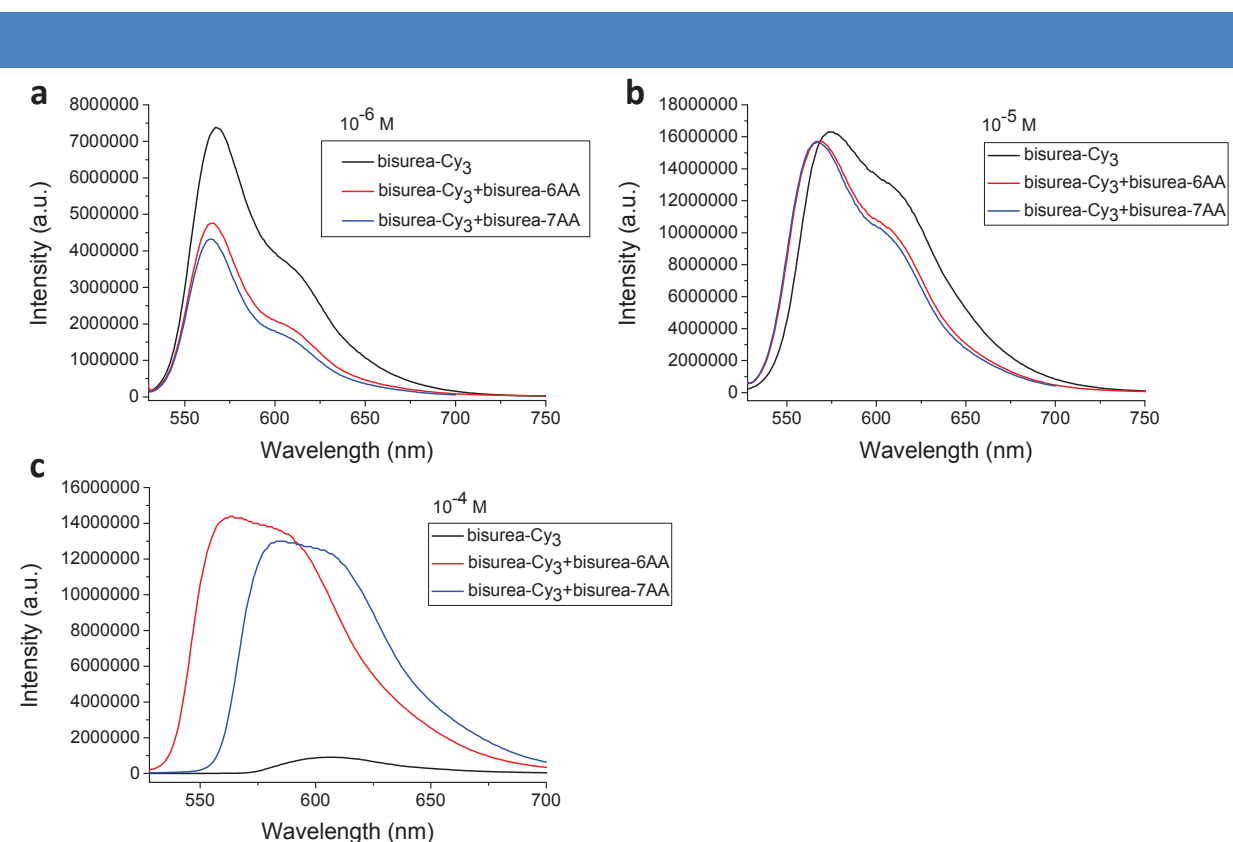 a
10⁻⁶ M
bisurea-Cy₃
bisurea-Cy₃+bisurea-6AA
bisurea-Cy₃+bisurea-7AA
8000000
7000000
6000000
5000000
4000000
3000000
2000000
1000000
0
Intensity (a.u.)
550 600 650 700 750
Wavelength (nm)
b
10⁻⁵ M
bisurea-Cy₃
bisurea-Cy₃+bisurea-6AA
bisurea-Cy₃+bisurea-7AA
18000000
16000000
14000000
12000000
10000000
8000000
6000000
4000000
2000000
0
Intensity (a.u.)
550 600 650 700 750
Wavelength (nm)
c
10⁻⁴ M
bisurea-Cy₃
bisurea-Cy₃+bisurea-6AA
bisurea-Cy₃+bisurea-7AA
16000000
14000000
12000000
10000000
8000000
6000000
4000000
2000000
0
Intensity (a.u.)
550 600 650 700
Wavelength (nm)